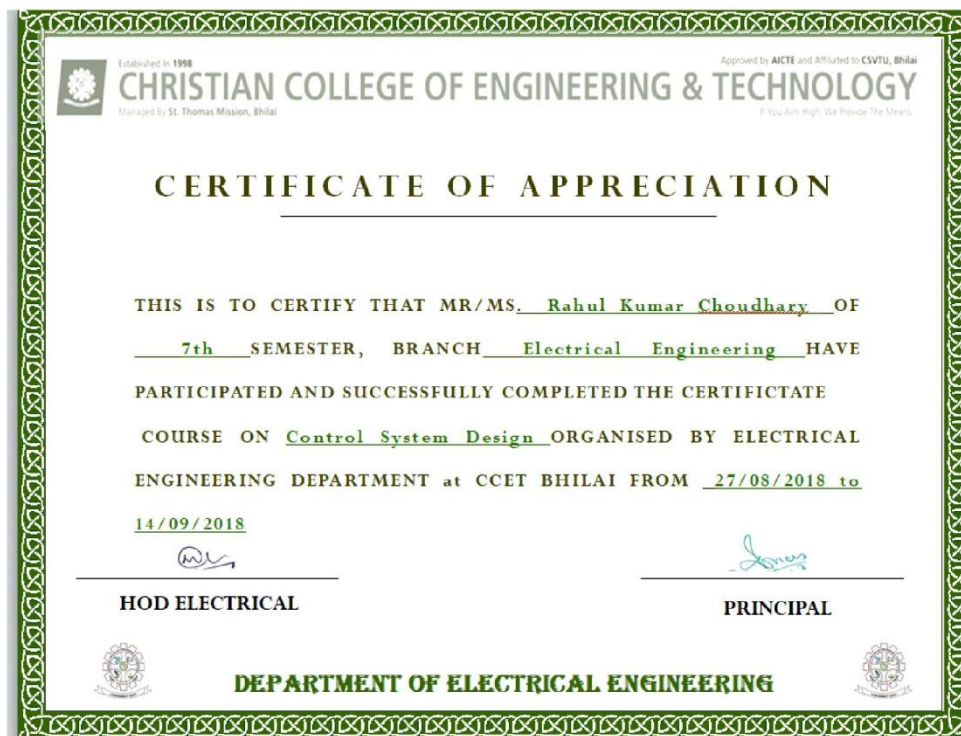 Established in 1998
Approved by AICTE and Affiliated to CSVTU, Bhilai
CHRISTIAN COLLEGE OF ENGINEERING & TECHNOLOGY
Managed By St. Thomas Mission, Bhilai
If You Aim High, We Provide The Means.
CERTIFICATE OF APPRECIATION
THIS IS TO CERTIFY THAT MR/MS. Rahul Kumar Choudhary OF
7th SEMESTER, BRANCH Electrical Engineering HAVE
PARTICIPATED AND SUCCESSFULLY COMPLETED THE CERTIFICTATE
COURSE ON Control System Design ORGANISED BY ELECTRICAL
ENGINEERING DEPARTMENT at CCET BHILAI FROM 27/08/2018 to
14/09/2018
HOD ELECTRICAL
PRINCIPAL
DEPARTMENT OF ELECTRICAL ENGINEERING